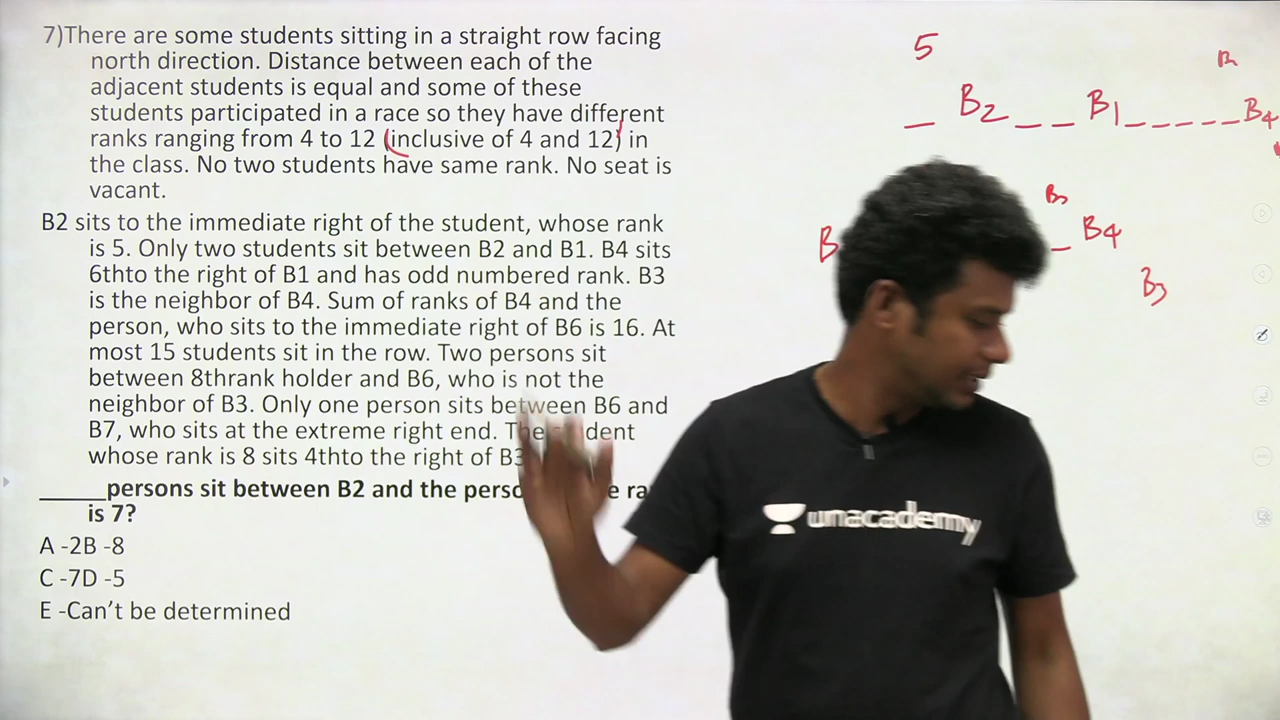 7)There are some students sitting in a straight row facing
north direction. Distance between each of the
adjacent students is equal and some of these
students participated in a race so they have different
ranks ranging from 4 to 12 (inclusive of 4 and 12) in
the class. No two students have same rank. No seat is
vacant.
B2 sits to the immediate right of the student, whose rank
is 5. Only two students sit between B2 and B1. B4 sits
6thto the right of B1 and has odd numbered rank. B3
is the neighbor of B4. Sum of ranks of B4 and the
person, who sits to the immediate right of B6 is 16. At
most 15 students sit in the row. Two persons sit
between 8thrank holder and B6, who is not the
neighbor of B3. Only one person sits between B6 and
B7, who sits at the extreme right end. The student
whose rank is 8 sits 4thto the right of B3
_____persons sit between B2 and the
is 7?
A -2B -8
C -7D -5
E -Can't be determined
5
_ B2 _ _ B1 _ _ _ _ _ B4
B3
B
_ B4
B3
unacademy